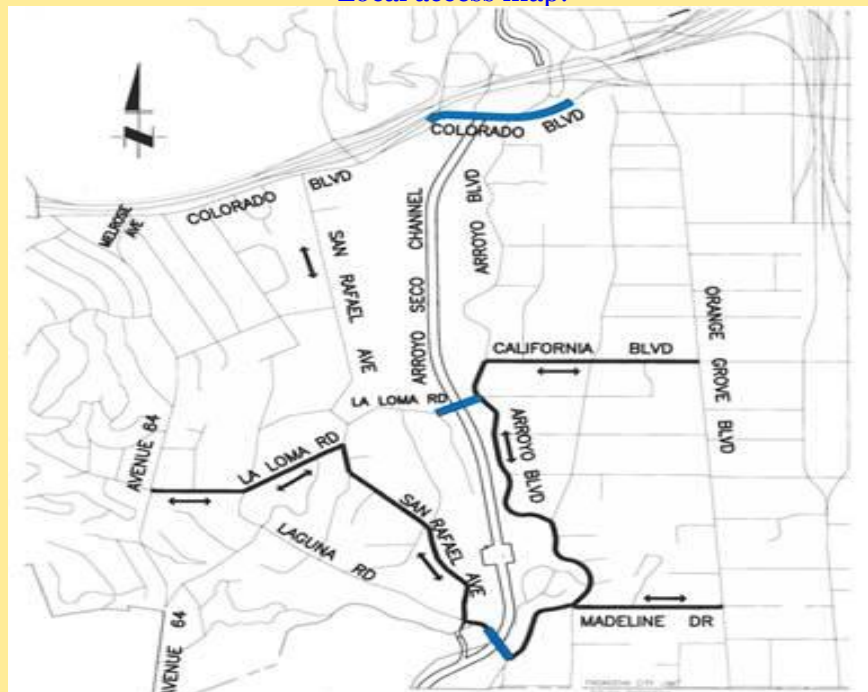 Local access map:
COLORADO BLVD
COLORADO BLVD
MELROSE AVE
SAN RAFAEL AVE
ARROYO SECO CHANNEL
ARROYO BLVD
ORANGE GROVE BLVD
CALIFORNIA BLVD
LA LOMA RD
ARROYO BLVD
AVENUE 64
LA LOMA RD
SAN RAFAEL AVE
LAGUNA RD
MADELINE DR
AVENUE 64
N